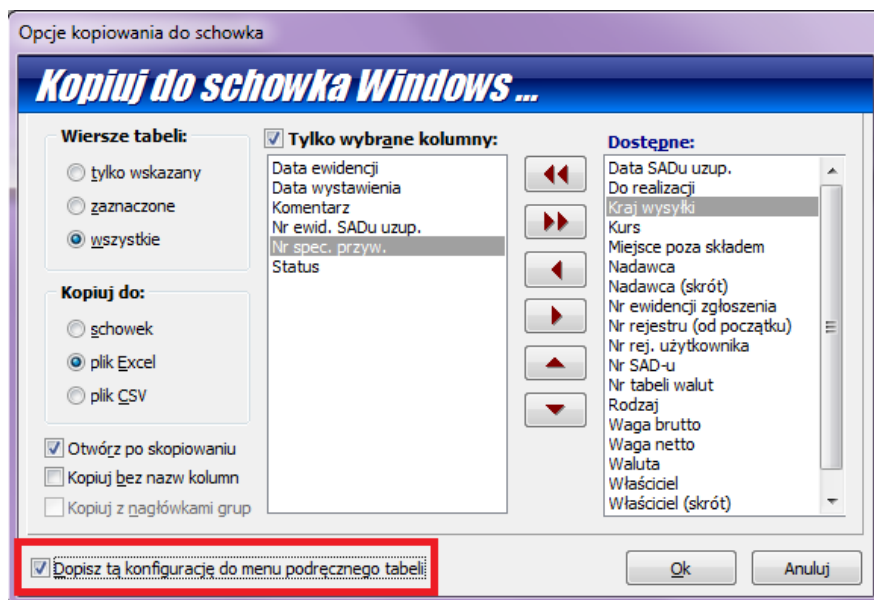 Opcje kopiowania do schowka
Kopiuj do schowka Windows ...
Wiersze tabeli:
tylko wskazany
zaznaczone
wszystkie
Kopiuj do:
schowek
plik Excel
plik CSV
Otwórz po skopiowaniu
Kopiuj bez nazw kolumn
Kopiuj z nagłówkami grup
Tylko wybrane kolumny:
Data ewidencji
Data wystawienia
Komentarz
Nr ewid. SADu uzup.
Nr spec. przyw.
Status
Dostępne:
Data SADu uzup.
Do realizacji
Kraj wysyłki
Kurs
Miejsce poza składem
Nadawca
Nadawca (skrót)
Nr ewidencji zgłoszenia
Nr rejestru (od początku)
Nr rej. użytkownika
Nr SAD-u
Nr tabeli walut
Rodzaj
Waga brutto
Waga netto
Waluta
Właściciel
Właściciel (skrót)
Dopisz tą konfigurację do menu podręcznego tabeli
Ok
Anuluj